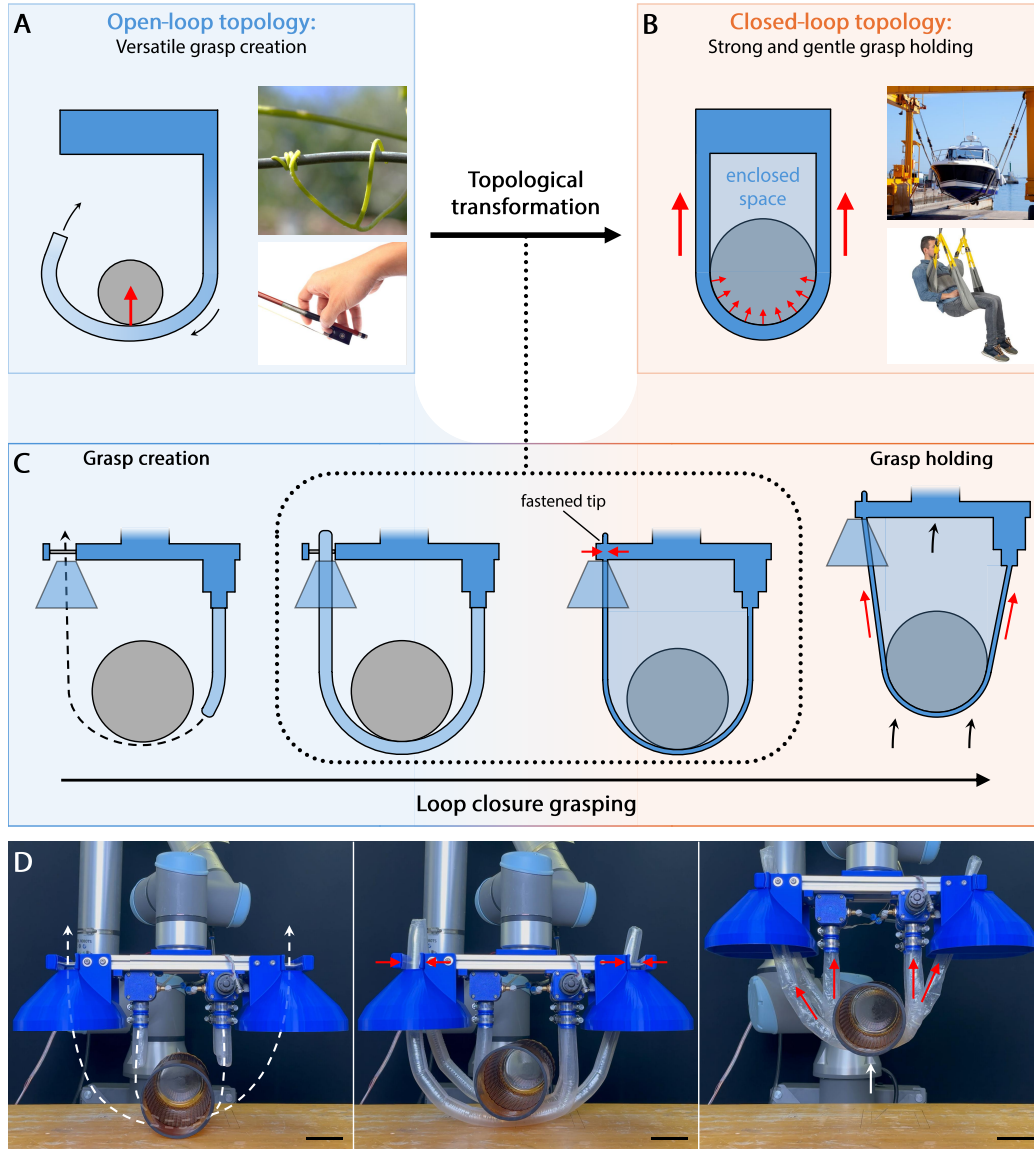 A
Open-loop topology:
Versatile grasp creation
B
Closed-loop topology:
Strong and gentle grasp holding
enclosed
space
Topological
transformation
C
Grasp creation
Grasp holding
fastened tip
Loop closure grasping
D